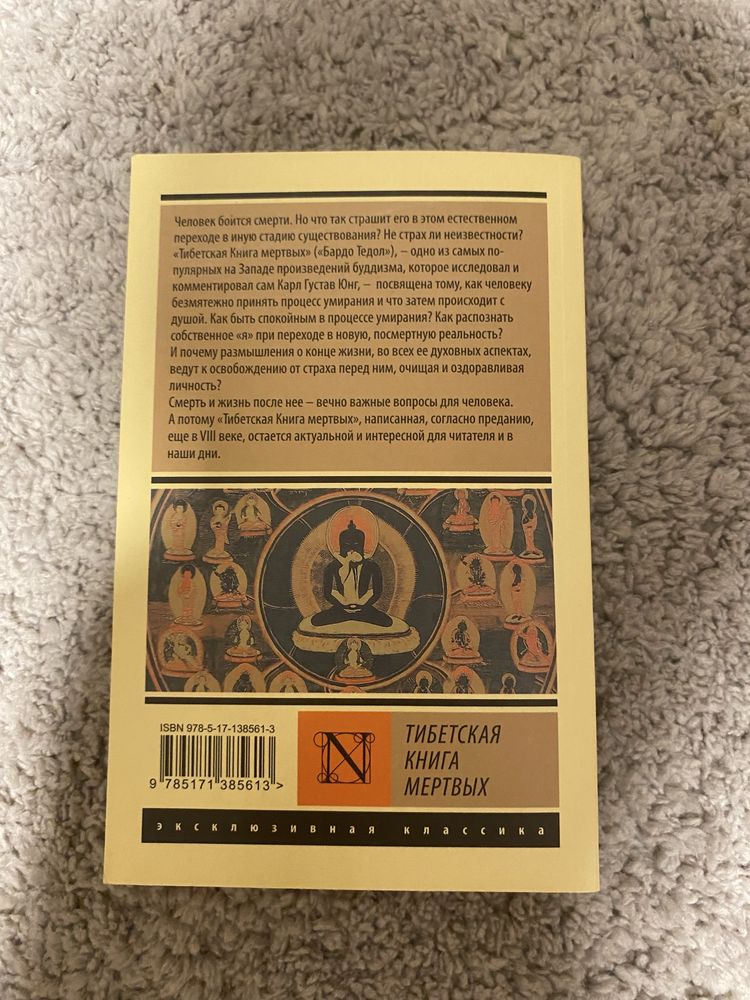 Человек боится смерти. Но что так страшит его в этом естественном
переходе в иную стадию существования? Не страх ли неизвестности?
«Тибетская Книга мертвых» («Бардо Тедол»), – одно из самых по-
пулярных на Западе произведений буддизма, которое исследовал и
комментировал сам Карл Густав Юнг, – посвящена тому, как человеку
безмятежно принять процесс умирания и что затем происходит с
душой. Как быть спокойным в процессе умирания? Как распознать
собственное «я» при переходе в новую, посмертную реальность?
И почему размышления о конце жизни, во всех ее духовных аспектах,
ведут к освобождению от страха перед ним, очищая и оздоравливая
личность?
Смерть и жизнь после нее – вечно важные вопросы для человека.
А потому «Тибетская Книга мертвых», написанная, согласно преданию,
еще в VIII веке, остается актуальной и интересной для читателя и в
наши дни.
ISBN 978-5-17-138561-3
9 785171 385613 >
N
ТИБЕТСКАЯ
КНИГА
МЕРТВЫХ
эксклюзивная классика